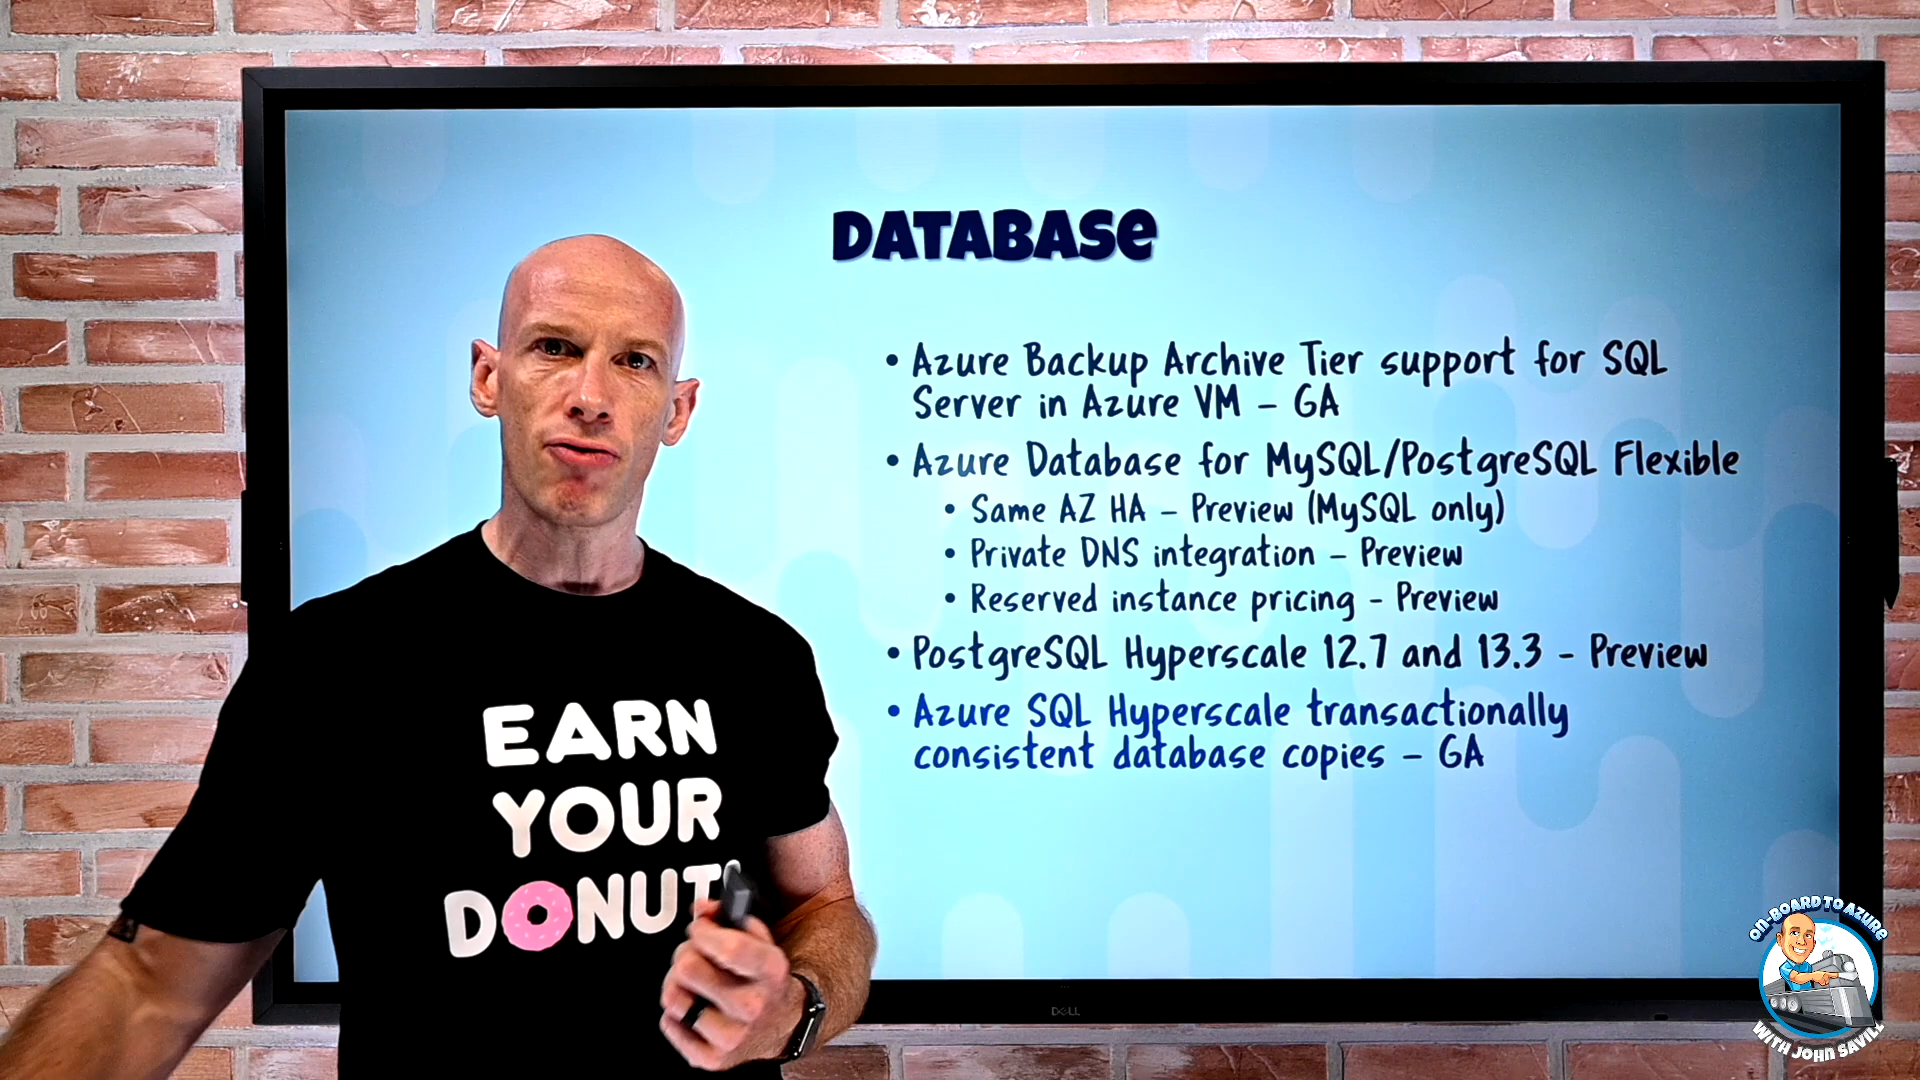 DATABASE
• Azure Backup Archive Tier support for SQL
Server in Azure VM – GA
• Azure Database for MySQL/PostgreSQL Flexible
• Same AZ HA – Preview (MySQL only)
• Private DNS integration – Preview
• Reserved instance pricing - Preview
• PostgreSQL Hyperscale 12.7 and 13.3 - Preview
• Azure SQL Hyperscale transactionally
consistent database copies – GA
EARN
YOUR
DONUT
DELL
ON-BOARD TO AZURE
WITH JOHN SAVILL